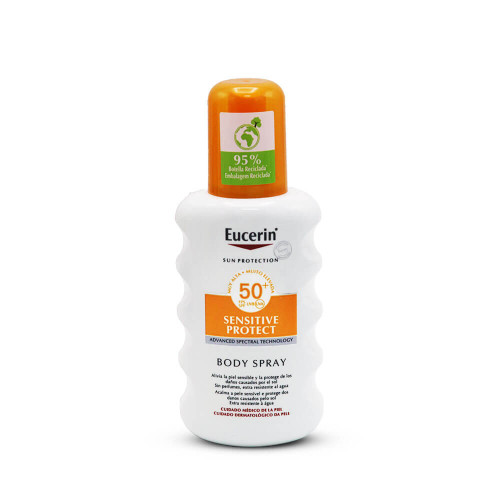 95%
Botella Reciclada
Embalagem Reciclada
Eucerin
SUN PROTECTION
50+
SENSITIVE
PROTECT
ADVANCED SPECTRAL TECHNOLOGY
BODY SPRAY
Alivia la piel sensible y la protege de los
daños causados por el sol
Sin perfumes, extra resistente al agua
Acalma a pele sensível e protege dos
danos causados pelo sol
Extra resistente à água
CUIDADO MÉDICO DE LA PIEL
CUIDADO DERMATOLÓGICO DA PELE